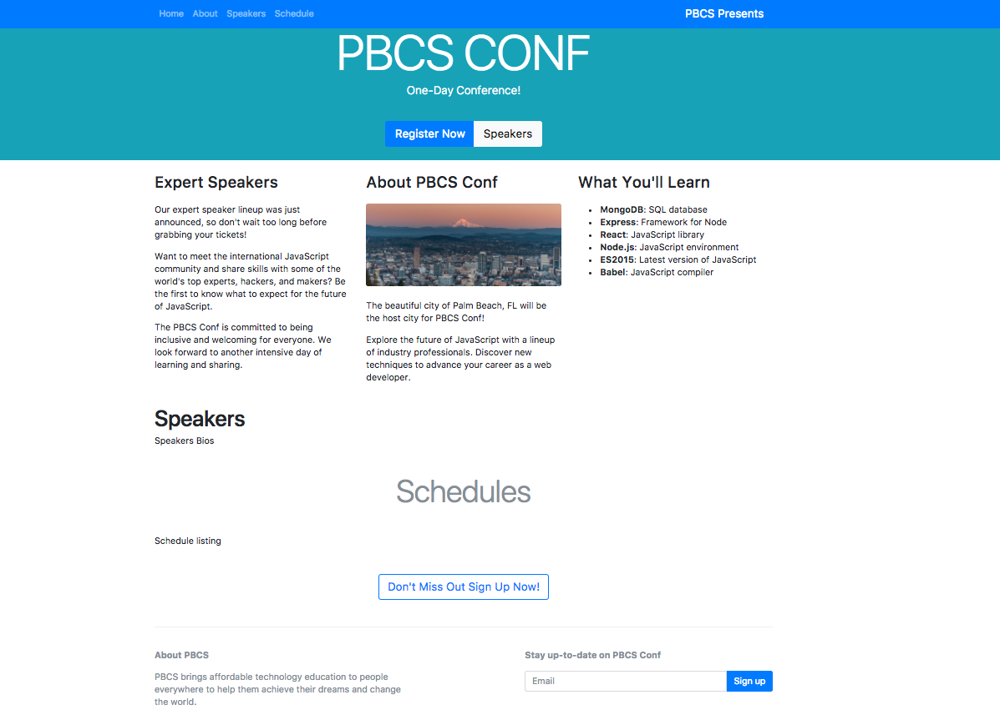 Home About Speakers Schedule
PBCS Presents
PBCS CONF
One-Day Conference!
Register Now
Speakers
Expert Speakers
Our expert speaker lineup was just
announced, so don't wait too long before
grabbing your tickets!
Want to meet the international JavaScript
community and share skills with some of the
world's top experts, hackers, and makers? Be
the first to know what to expect for the future
of JavaScript.
The PBCS Conf is committed to being
inclusive and welcoming for everyone. We
look forward to another intensive day of
learning and sharing.
About PBCS Conf
The beautiful city of Palm Beach, FL will be
the host city for PBCS Conf!
Explore the future of JavaScript with a lineup
of industry professionals. Discover new
techniques to advance your career as a web
developer.
What You'll Learn
• MongoDB: SQL database
• Express: Framework for Node
• React: JavaScript library
• Node.js: JavaScript environment
• ES2015: Latest version of JavaScript
• Babel: JavaScript compiler
Speakers
Speakers Bios
Schedules
Schedule listing
Don't Miss Out Sign Up Now!
About PBCS
PBCS brings affordable technology education to people
everywhere to help them achieve their dreams and change
the world.
Stay up-to-date on PBCS Conf
Email
Sign up